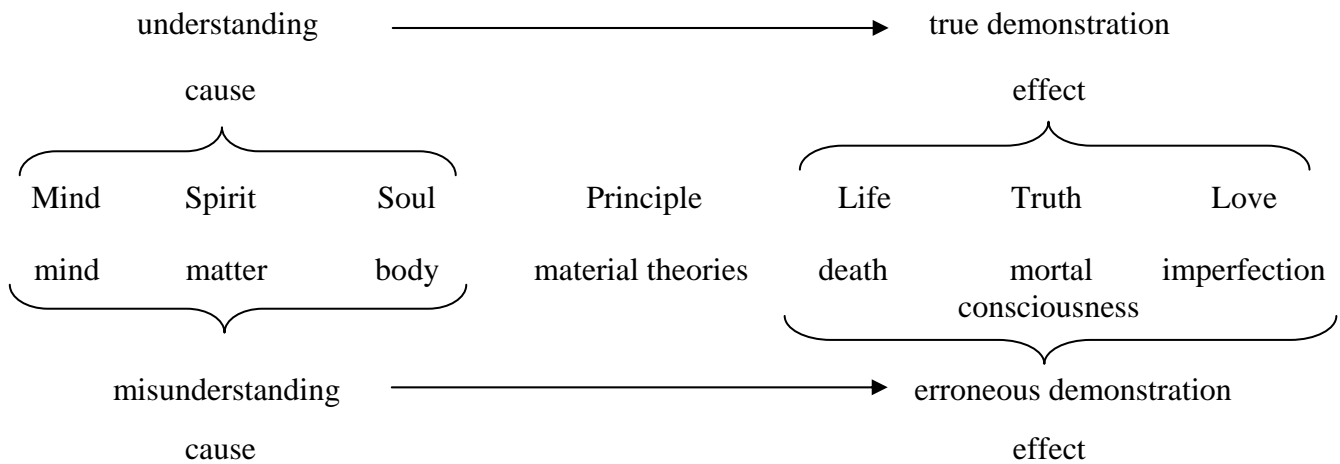 understanding true demonstration
cause effect
Mind Spirit Soul Principle Life Truth Love
mind matter body material theories death mortal imperfection
consciousness
misunderstanding erroneous demonstration
cause effect